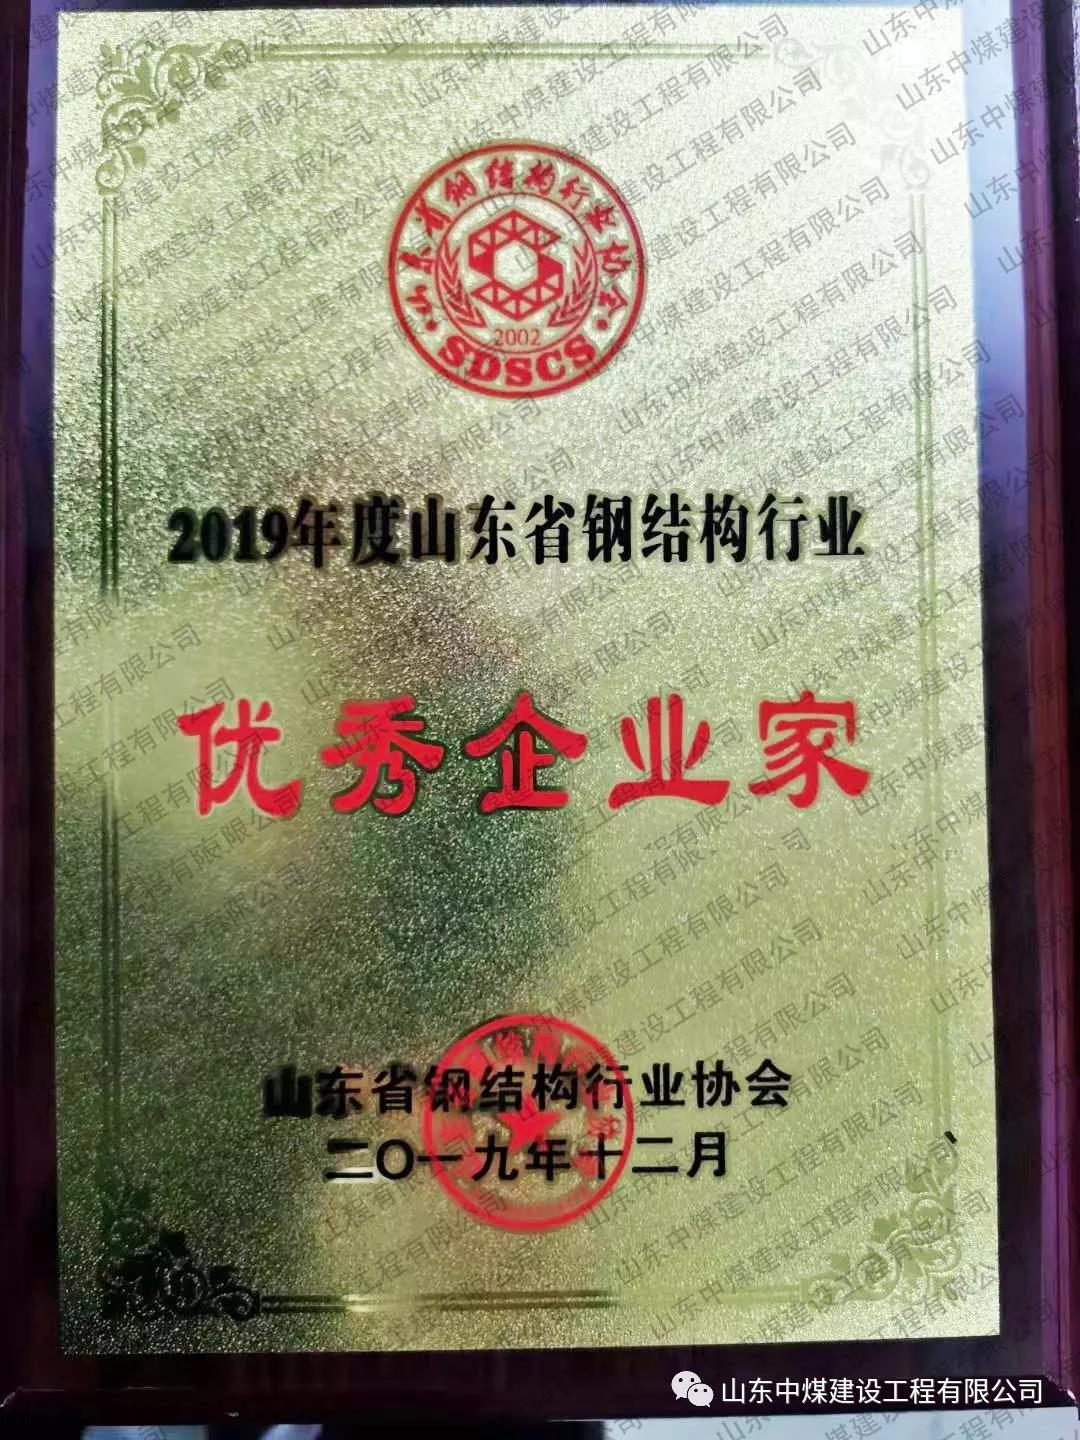 山东省钢结构行业协会
2002
SDSCS
2019年度山东省钢结构行业
优秀企业家
山东省钢结构行业协会
二〇一九年十二月
山东中煤建设工程有限公司